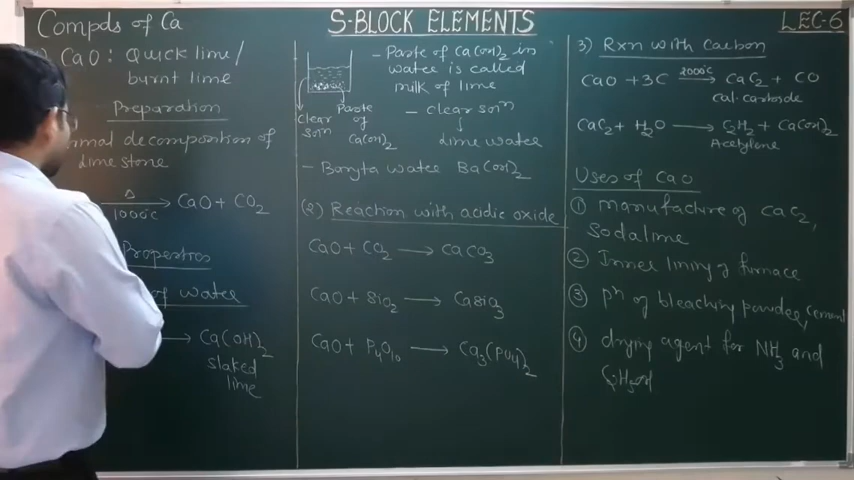 Compds of Ca
S-BLOCK ELEMENTS
LEC-6
CaO: Quick lime/
burnt lime
Preparation
rmal decomposition of
lime stone
Δ
1000°C
CaO + CO2
Properties
of water
Ca(OH)2
slaked
lime
- Paste of Ca(OH)2 in
water is called
milk of lime
Clear
soln
Paste
of
Ca(OH)2
- clear soln
↓
lime water
- Baryta water Ba(OH)2
(2) Reaction with acidic oxide
CaO + CO2 → CaCO3
CaO + SiO2 → CaSiO3
CaO + P4O10 → Ca3(PO4)2
3) Rxn with Carbon
CaO + 3C 2000°C → CaC2 + CO
Cal. carbide
CaC2 + H2O → C2H2 + Ca(OH)2
Acetylene
Uses of CaO
① manufacture of CaC2,
Sodalime
② Inner lining of furnace
③ pn of bleaching powder, cement
④ drying agent for NH3 and
C2H5OH